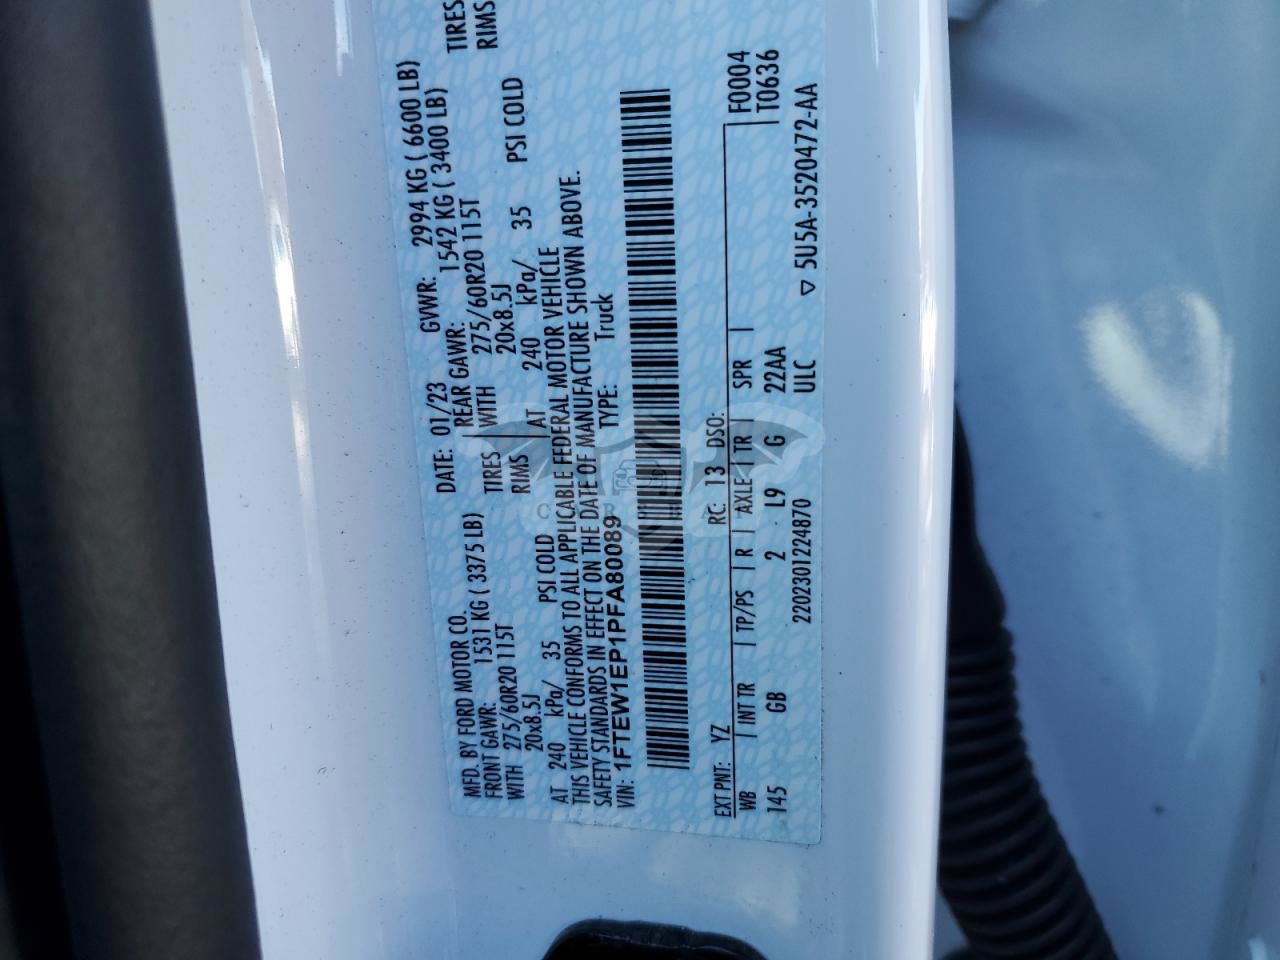 MFD. BY FORD MOTOR CO.
DATE: 01/23 GVWR: 2994 KG ( 6600 LB)
FRONT GAWR: 1531 KG ( 3375 LB) REAR GAWR: 1542 KG ( 3400 LB)
WITH 275/60R20 115T TIRES WITH 275/60R20 115T TIRES
20x8.5J RIMS 20x8.5J RIMS
AT 240 kPa/ 35 PSI COLD AT 240 kPa/ 35 PSI COLD
THIS VEHICLE CONFORMS TO ALL APPLICABLE FEDERAL MOTOR VEHICLE
SAFETY STANDARDS IN EFFECT ON THE DATE OF MANUFACTURE SHOWN ABOVE.
VIN: 1FTEW1EP1PFA80089 TYPE: Truck
F0004
EXT PNT: YZ RC: 13 DSO: T0636
WB INT TR TP/PS R AXLE TR SPR
145 GB 2 L9 G 22AA
2202301224870 ULC ▽ 5U5A-3520472-AA